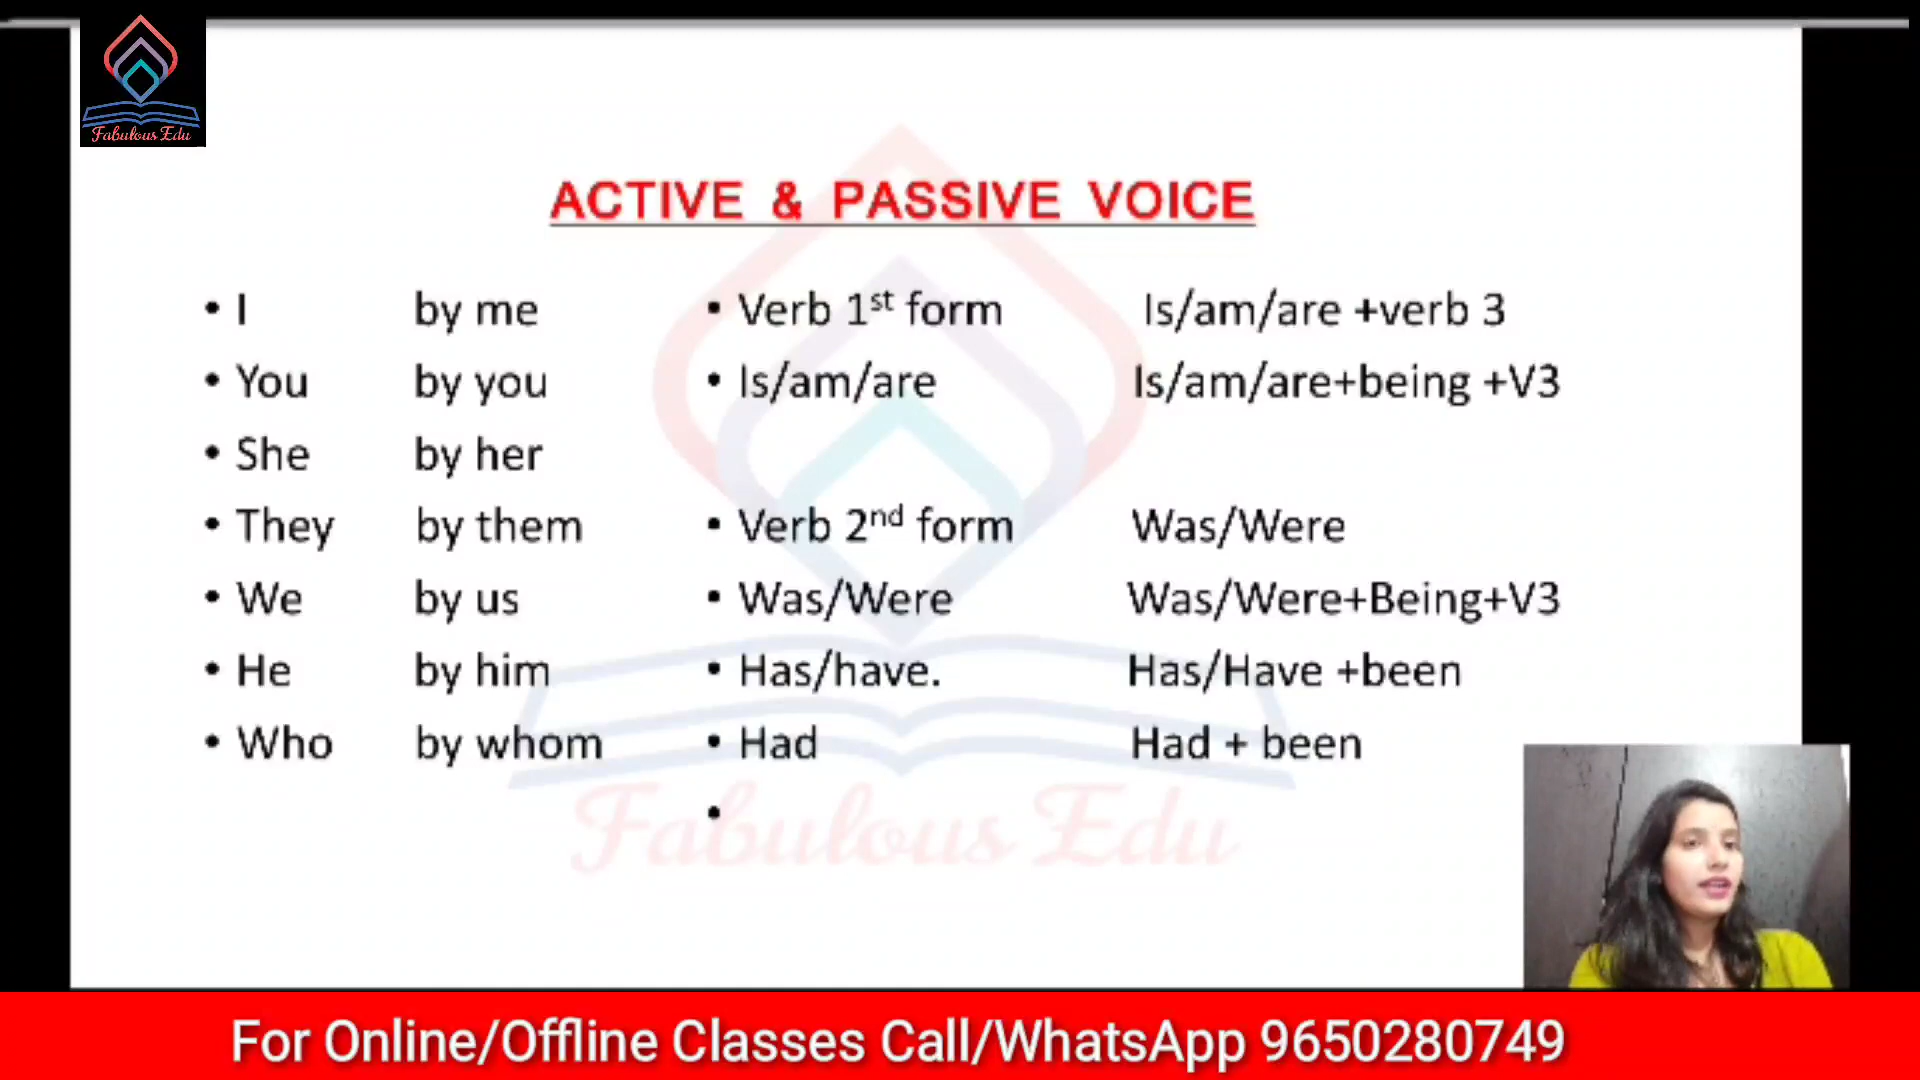 Fabulous Edu
ACTIVE & PASSIVE VOICE
• I by me • Verb 1st form Is/am/are +verb 3
• You by you • Is/am/are Is/am/are+being +V3
• She by her
• They by them • Verb 2nd form Was/Were
• We by us • Was/Were Was/Were+Being+V3
• He by him • Has/have. Has/Have +been
• Who by whom • Had Had + been
•
Fabulous Edu
For Online/Offline Classes Call/WhatsApp 9650280749